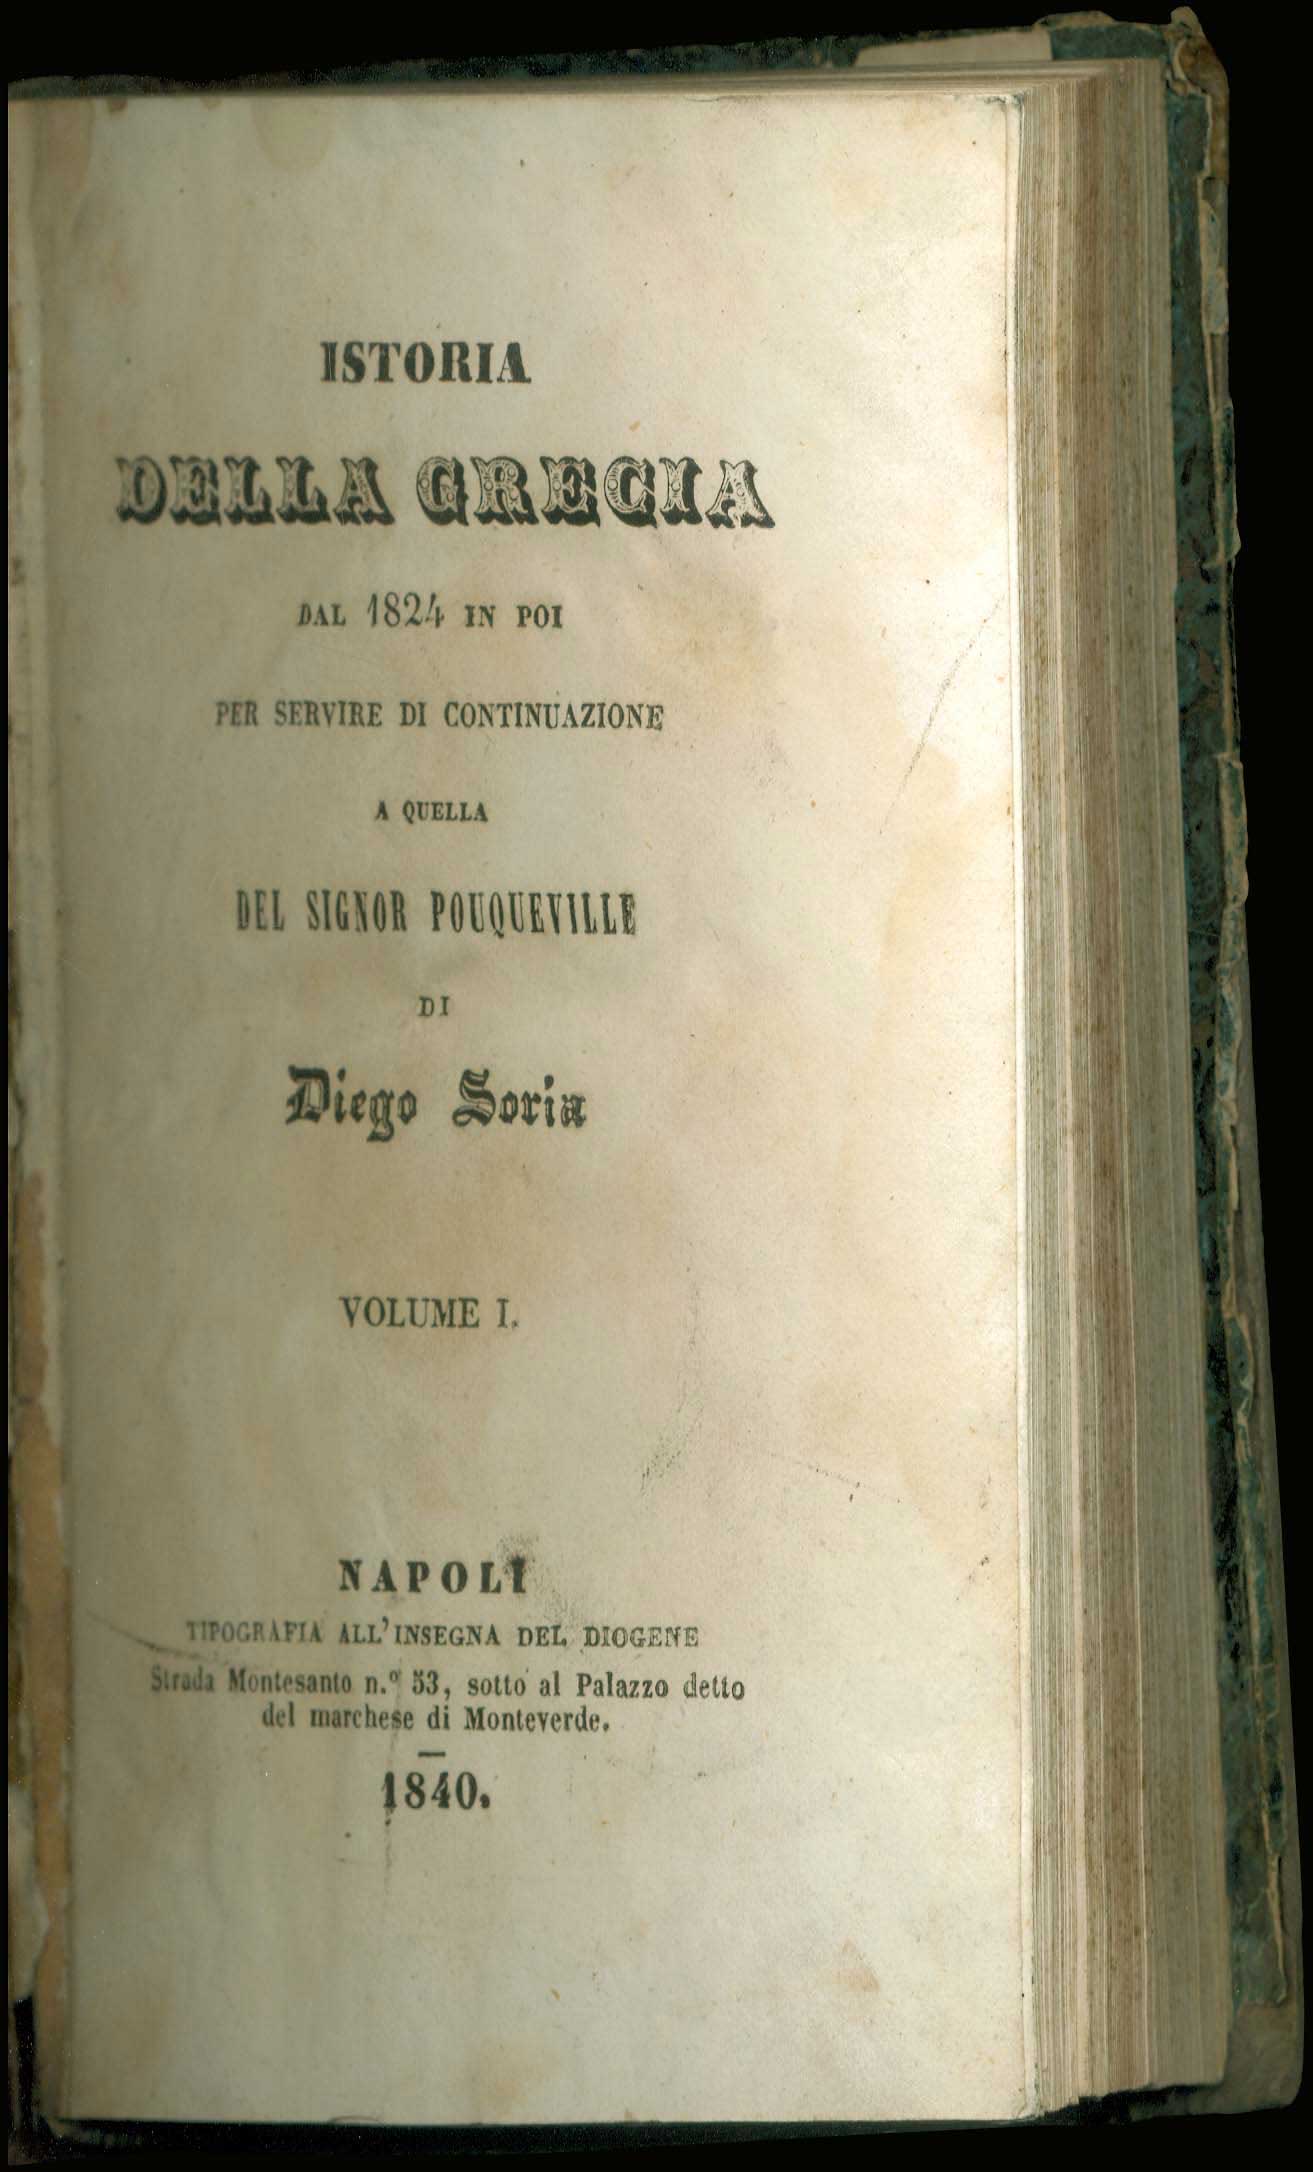 ISTORIA
DELLA GRECIA
DAL 1824 IN POI
PER SERVIRE DI CONTINUAZIONE
A QUELLA
DEL SIGNOR POUQUEVILLE
DI
Diego Soria
VOLUME I.
NAPOLI
TIPOGRAFIA ALL'INSEGNA DEL DIOGENE
Strada Montesanto n.º 53, sotto al Palazzo detto
del marchese di Monteverde.
1840.